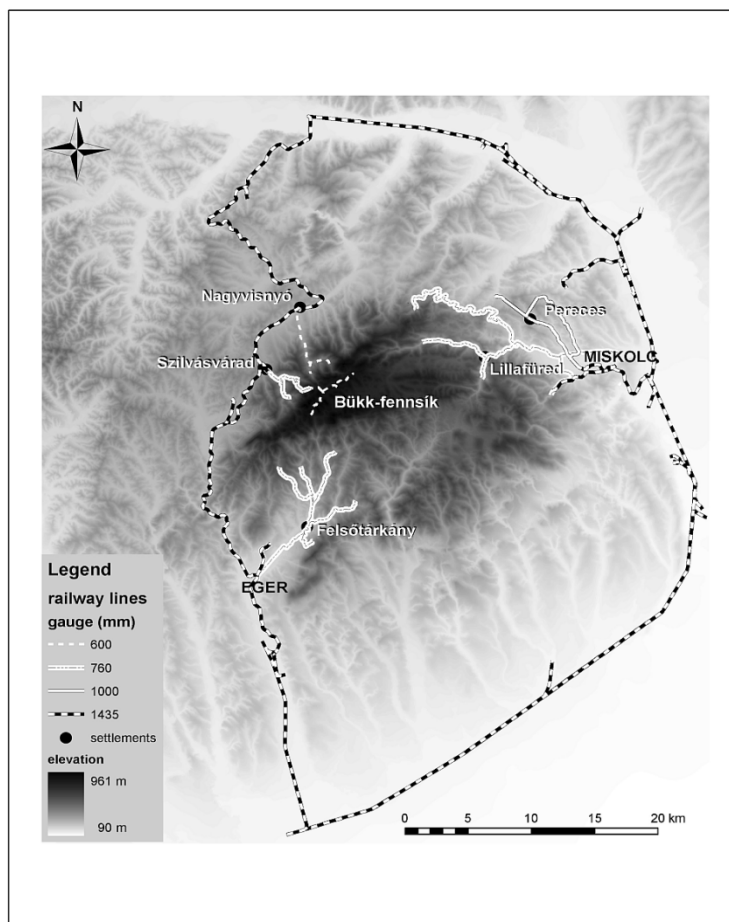 N
Nagyvisnyó
Pereces
Szilvásvárad
MISKOLC
Lillafüred
Bükk-fennsík
Felsőtárkány
EGER
Legend
railway lines
gauge (mm)
600
760
1000
1435
settlements
elevation
961 m
90 m
0 5 10 15 20 km